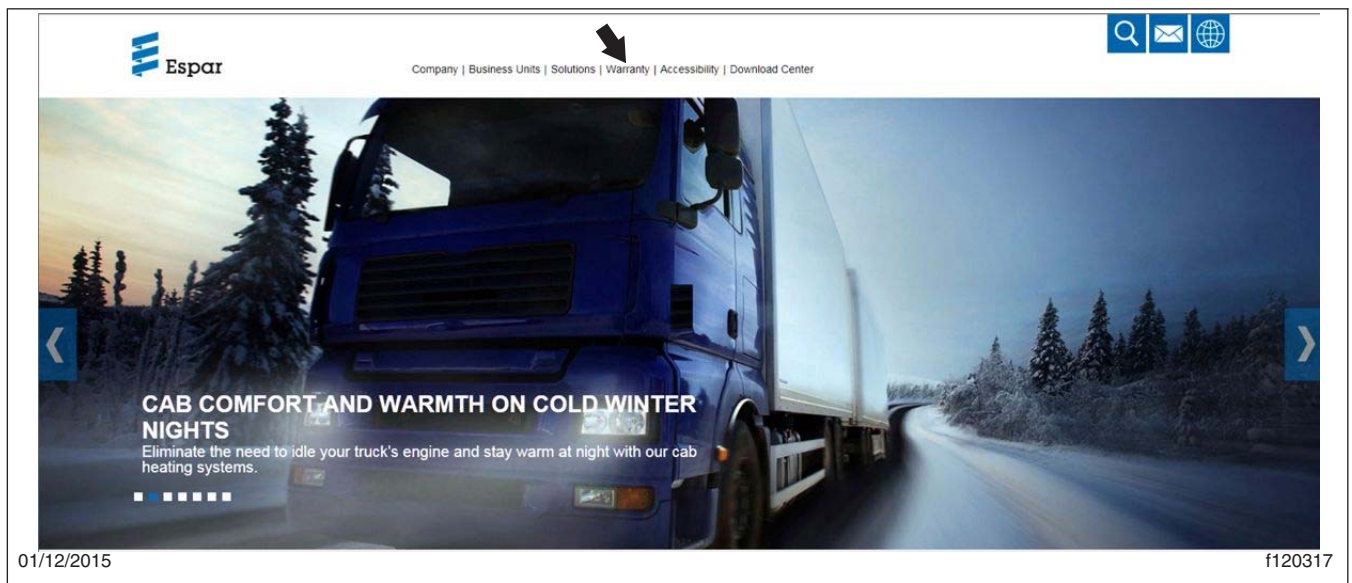 Espar
Company | Business Units | Solutions | Warranty | Accessibility | Download Center
CAB COMFORT AND WARMTH ON COLD WINTER
NIGHTS
Eliminate the need to idle your truck's engine and stay warm at night with our cab
heating systems.
01/12/2015
f120317